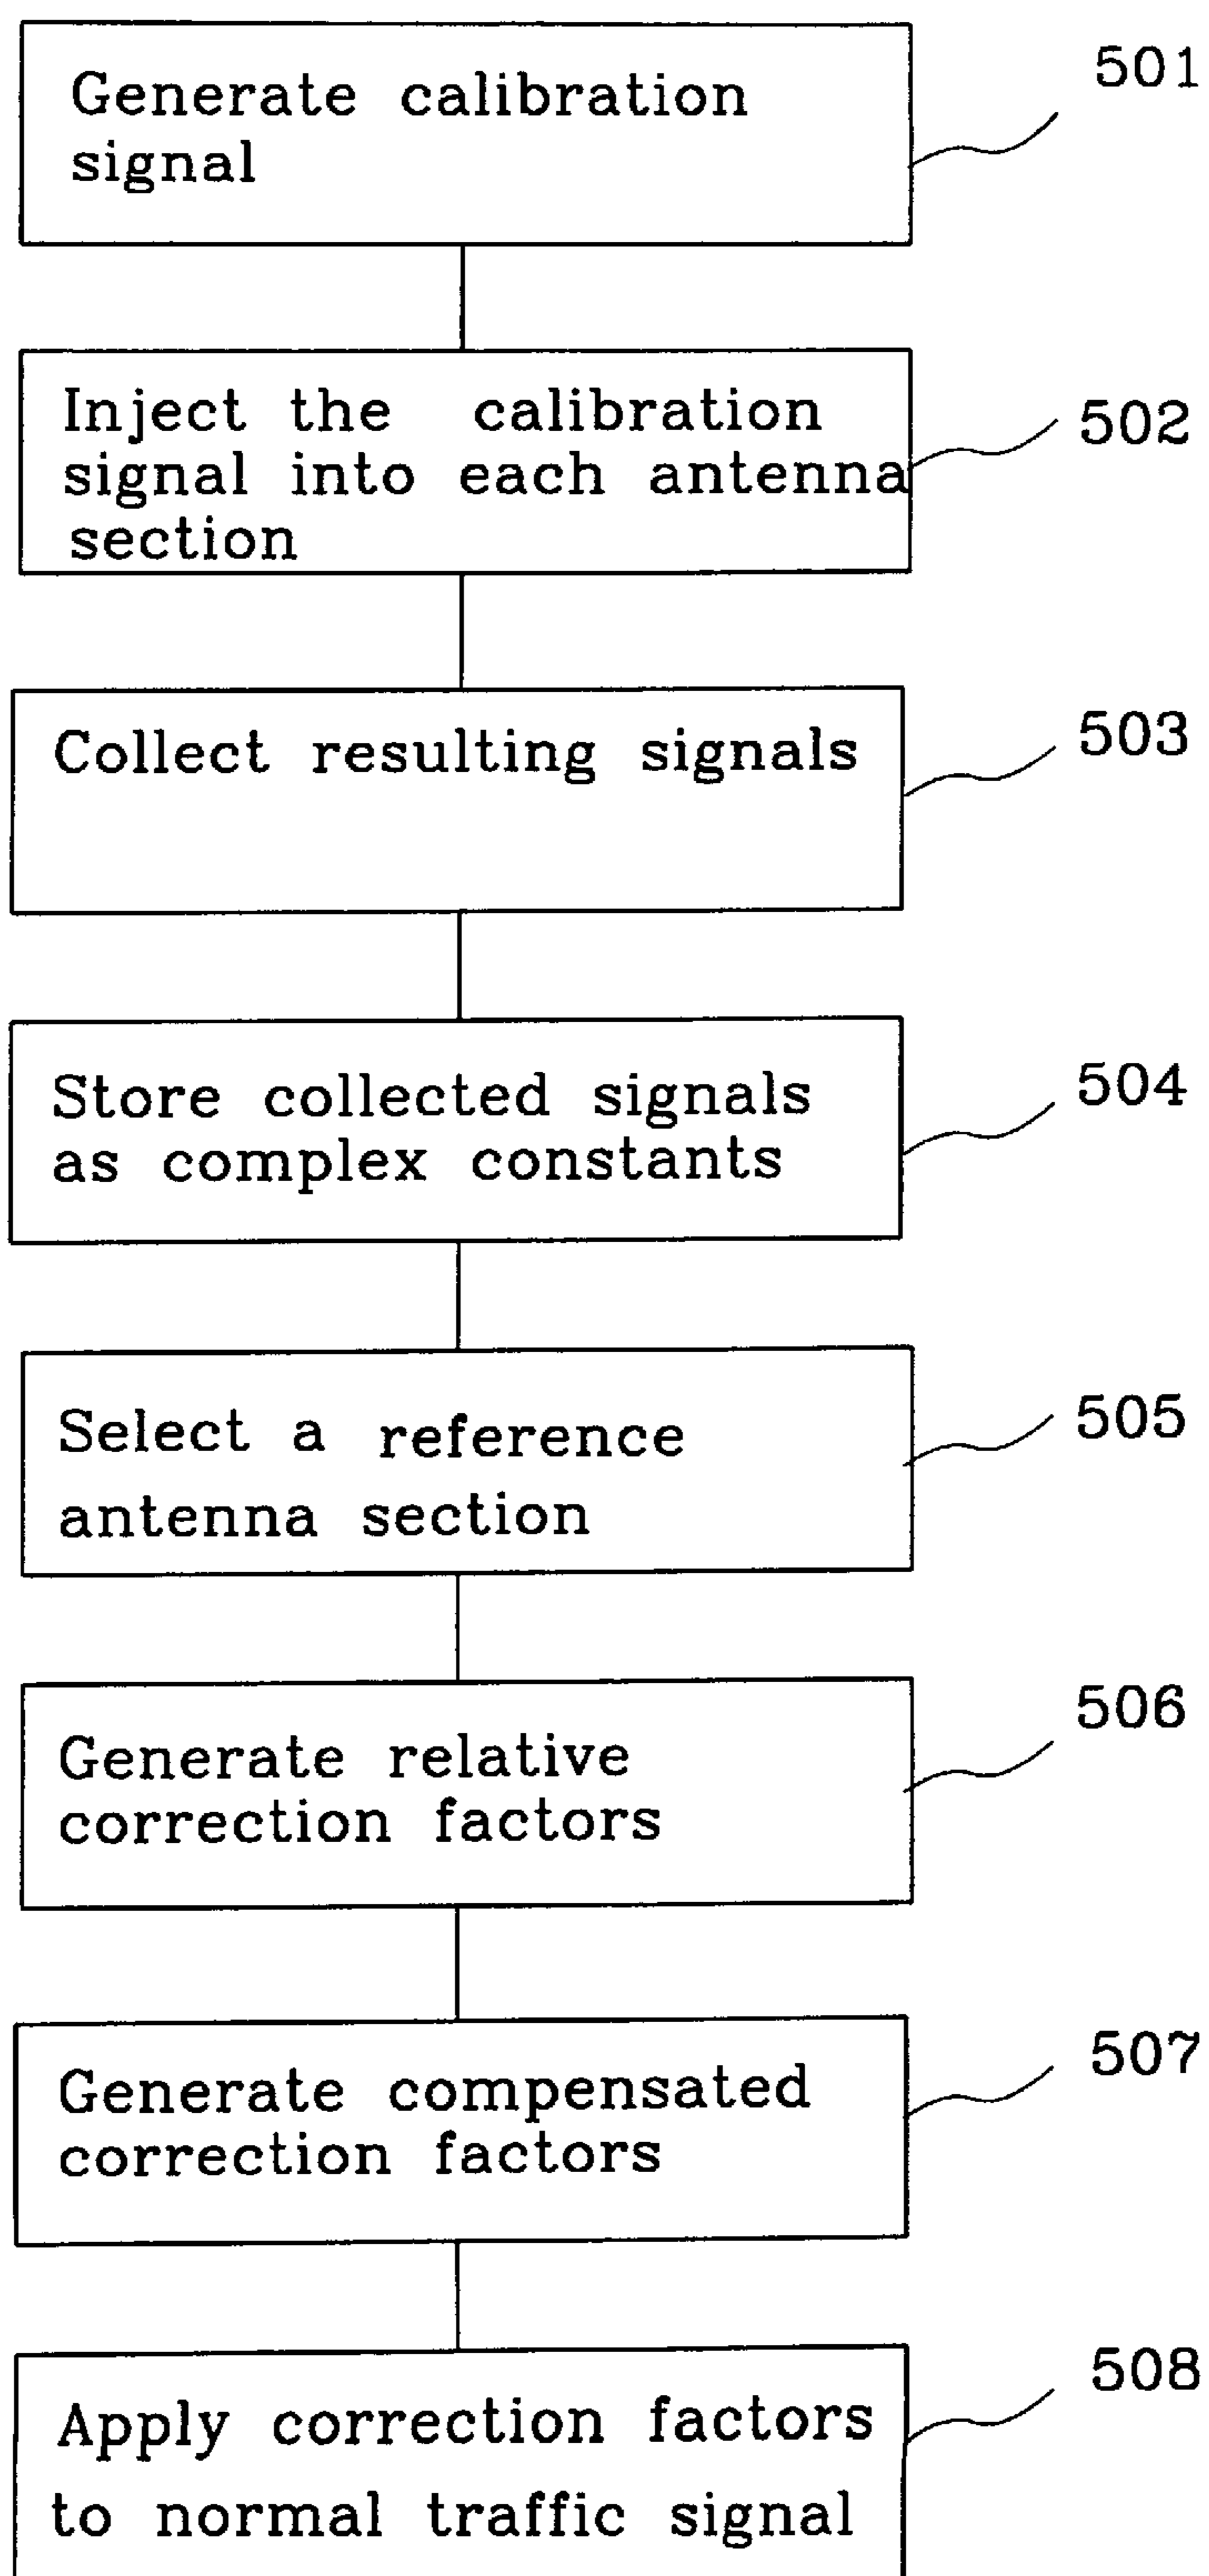 Generate calibration
signal
501
Inject the calibration
signal into each antenna
section
502
Collect resulting signals
503
Store collected signals
as complex constants
504
Select a reference
antenna section
505
Generate relative
correction factors
506
Generate compensated
correction factors
507
Apply correction factors
to normal traffic signal
508